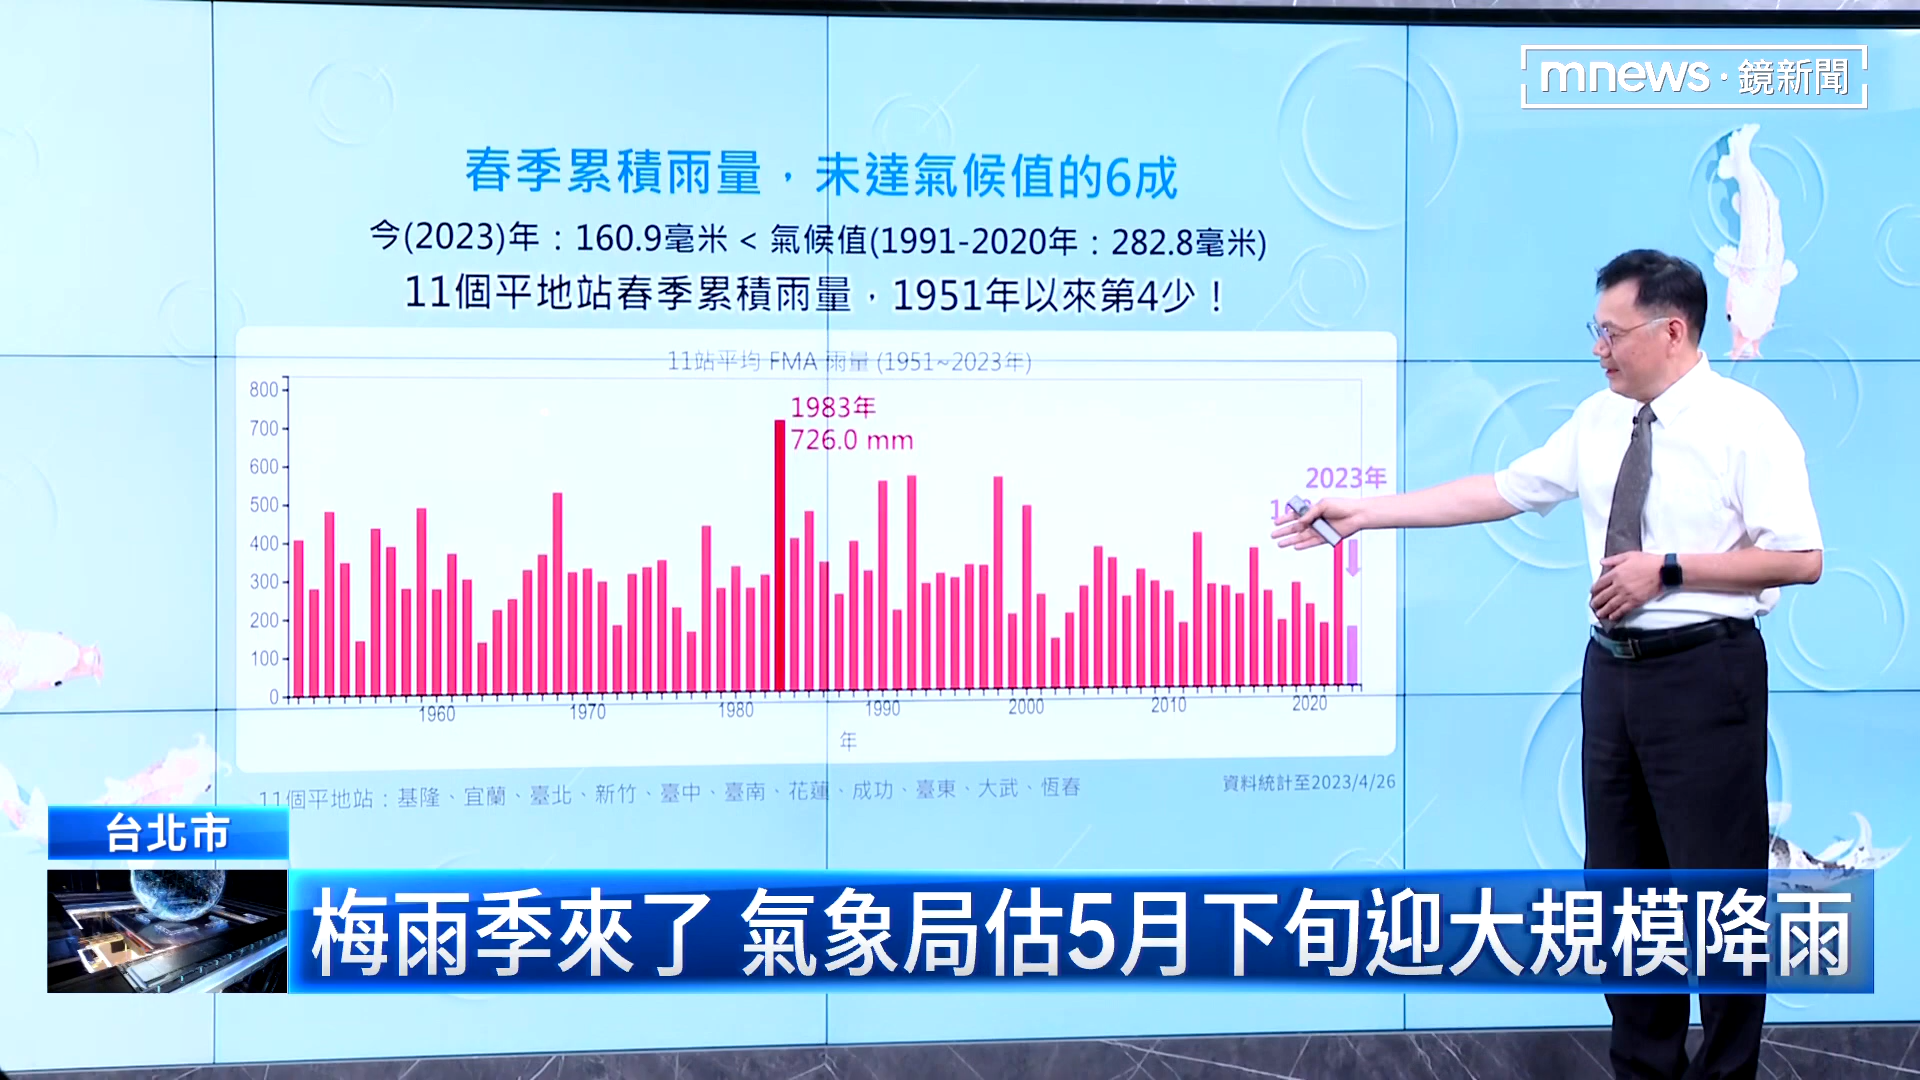 mnews·鏡新聞
春季累積雨量，未達氣候值的6成
今(2023)年：160.9毫米 < 氣候值(1991-2020年：282.8毫米)
11個平地站春季累積雨量，1951年以來第4少！
11站平均 FMA 雨量 (1951~2023年)
800
700
600
500
400
300
200
100
0
1983年
726.0 mm
2023年
1960
1970
1980
1990
2000
2010
2020
年
11個平地站：基隆、宜蘭、臺北、新竹、臺中、臺南、花蓮、成功、臺東、大武、恆春
資料統計至2023/4/26
台北市
梅雨季來了 氣象局估5月下旬迎大規模降雨